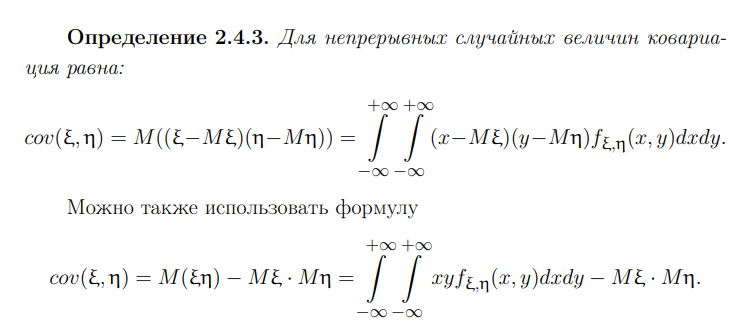 Определение 2.4.3. Для непрерывных случайных величин ковариа-
ция равна:
cov(ξ, η) = M((ξ−Mξ)(η−Mη)) = ∫_{−∞}^{+∞} ∫_{−∞}^{+∞} (x−Mξ)(y−Mη)f_{ξ,η}(x, y)dxdy.
Можно также использовать формулу
cov(ξ, η) = M(ξη) − Mξ · Mη = ∫_{−∞}^{+∞} ∫_{−∞}^{+∞} xyf_{ξ,η}(x, y)dxdy − Mξ · Mη.